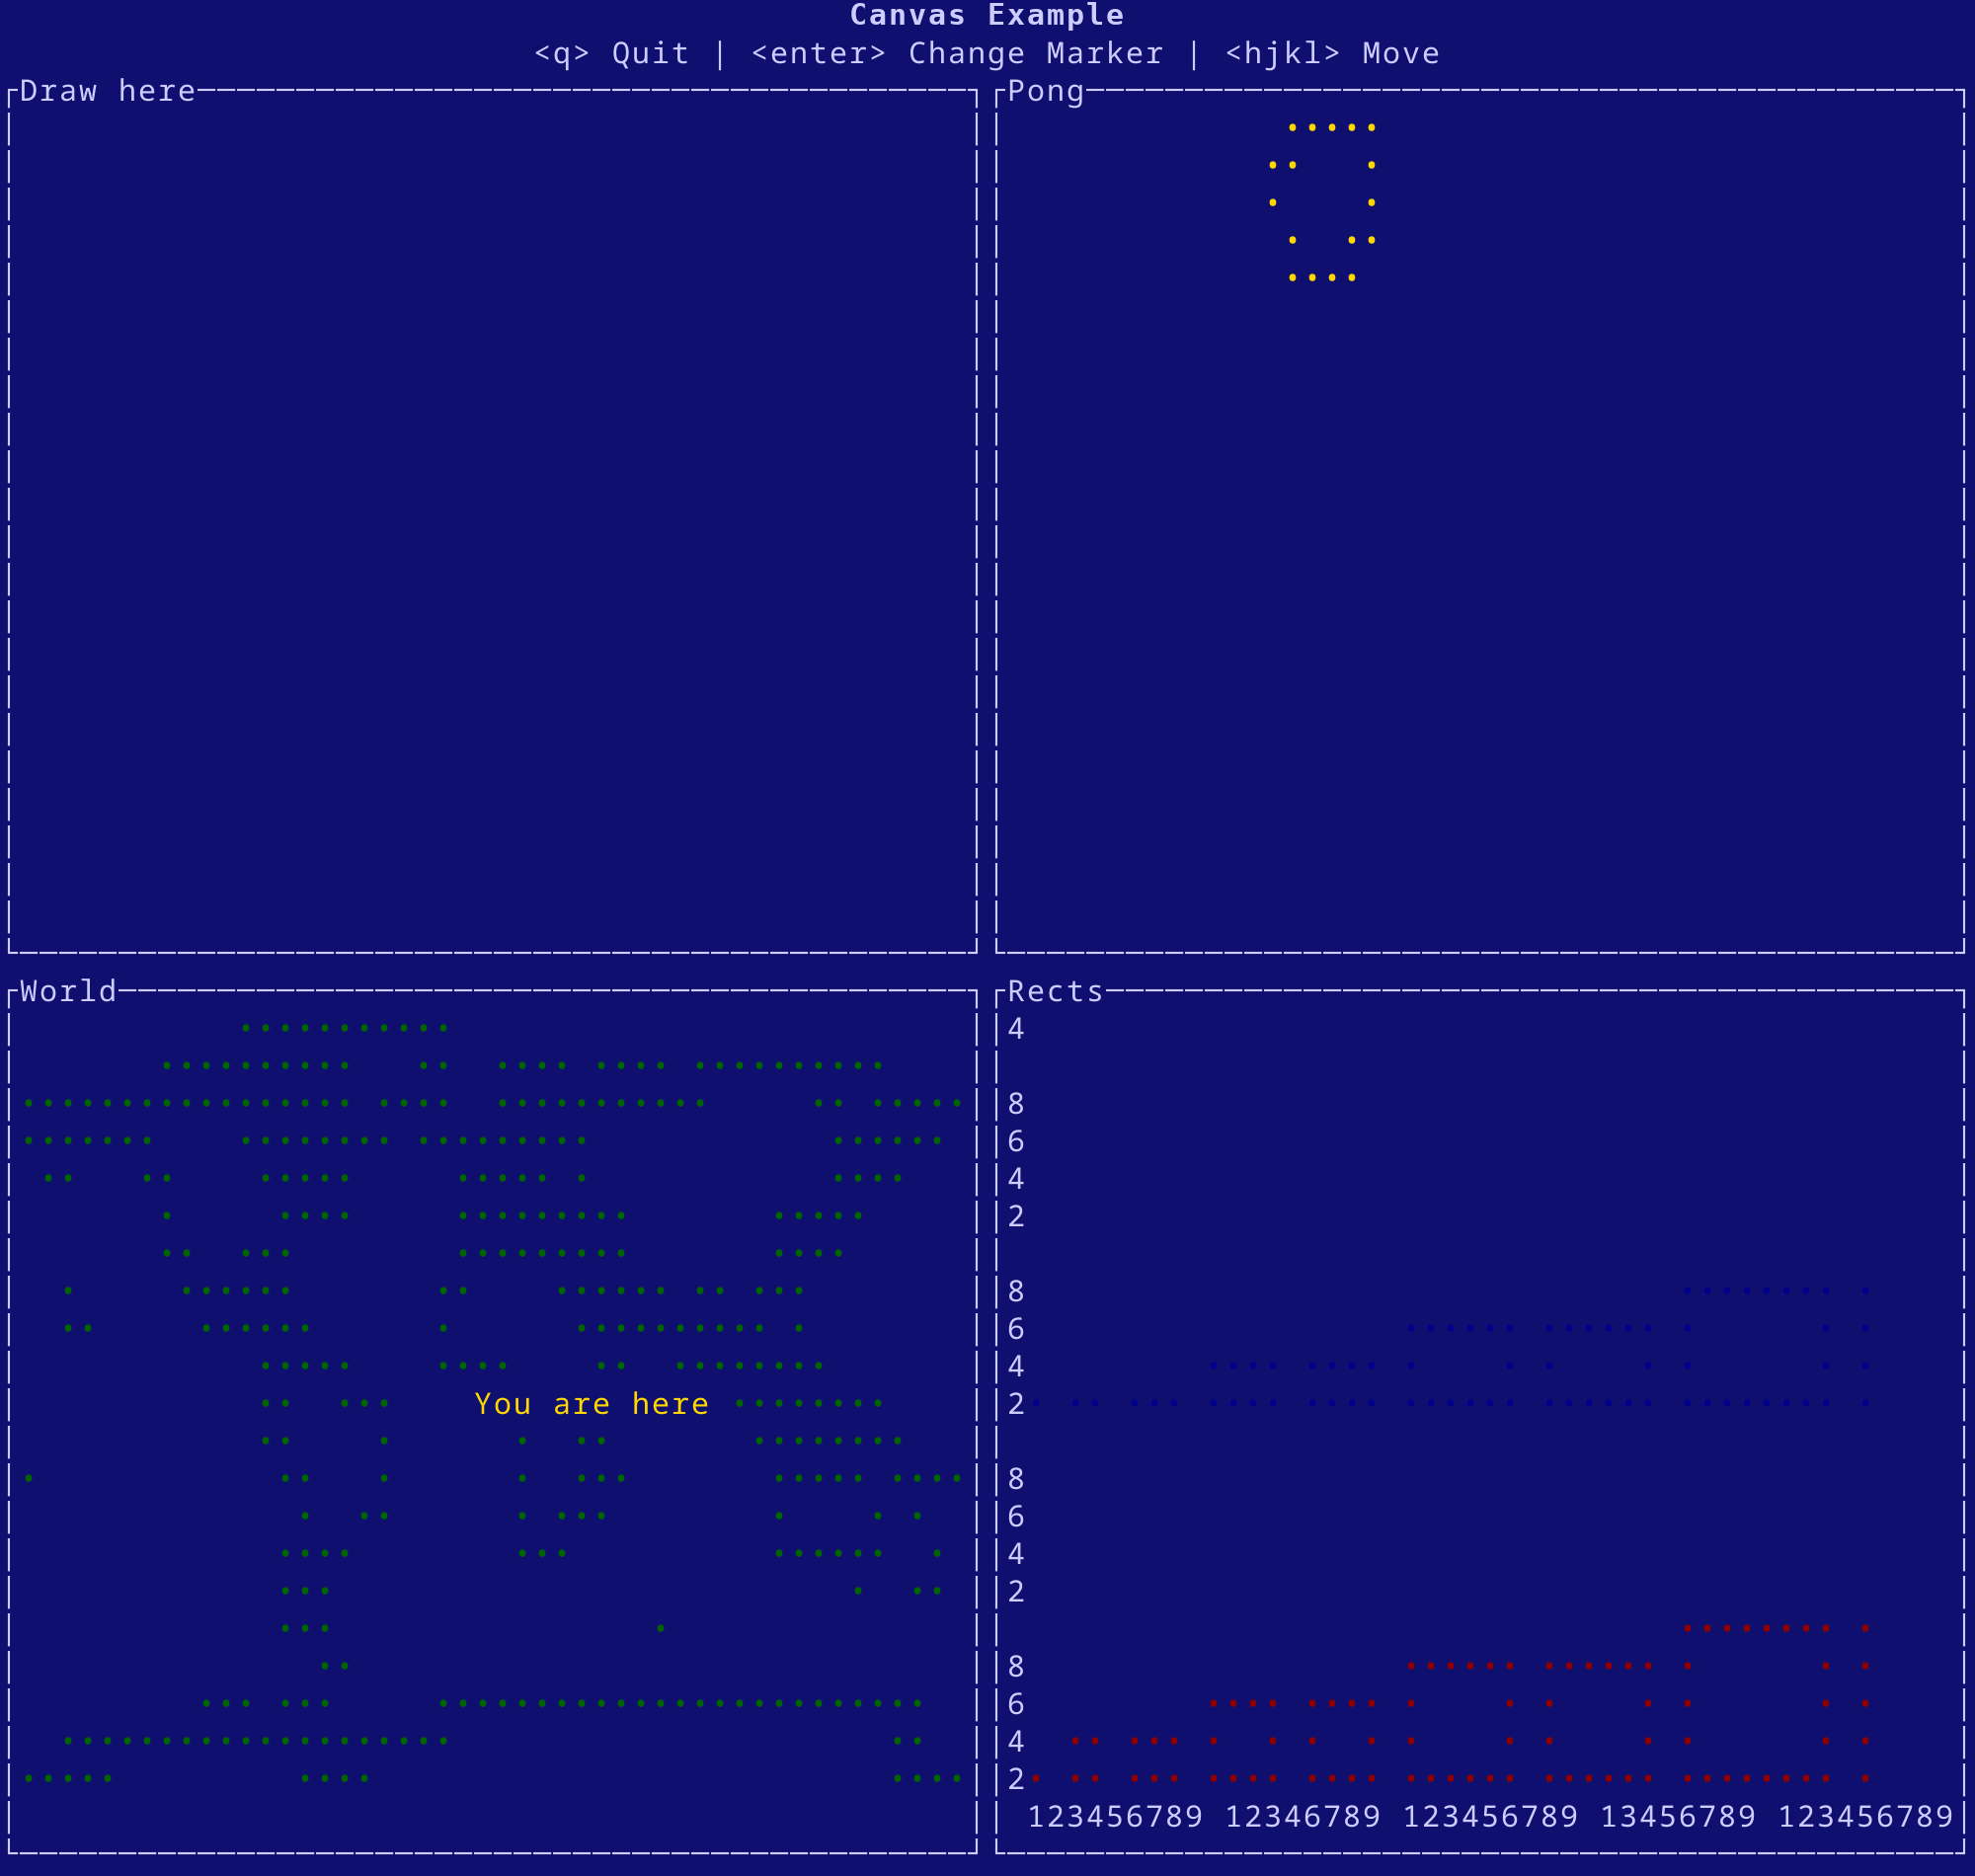 Canvas Example
<q> Quit | <enter> Change Marker | <hjkl> Move
Draw here
Pong
World
You are here
Rects
4
8
6
4
2
8
6
4
2
8
6
4
2
8
6
4
2
123456789 12346789 123456789 13456789 123456789